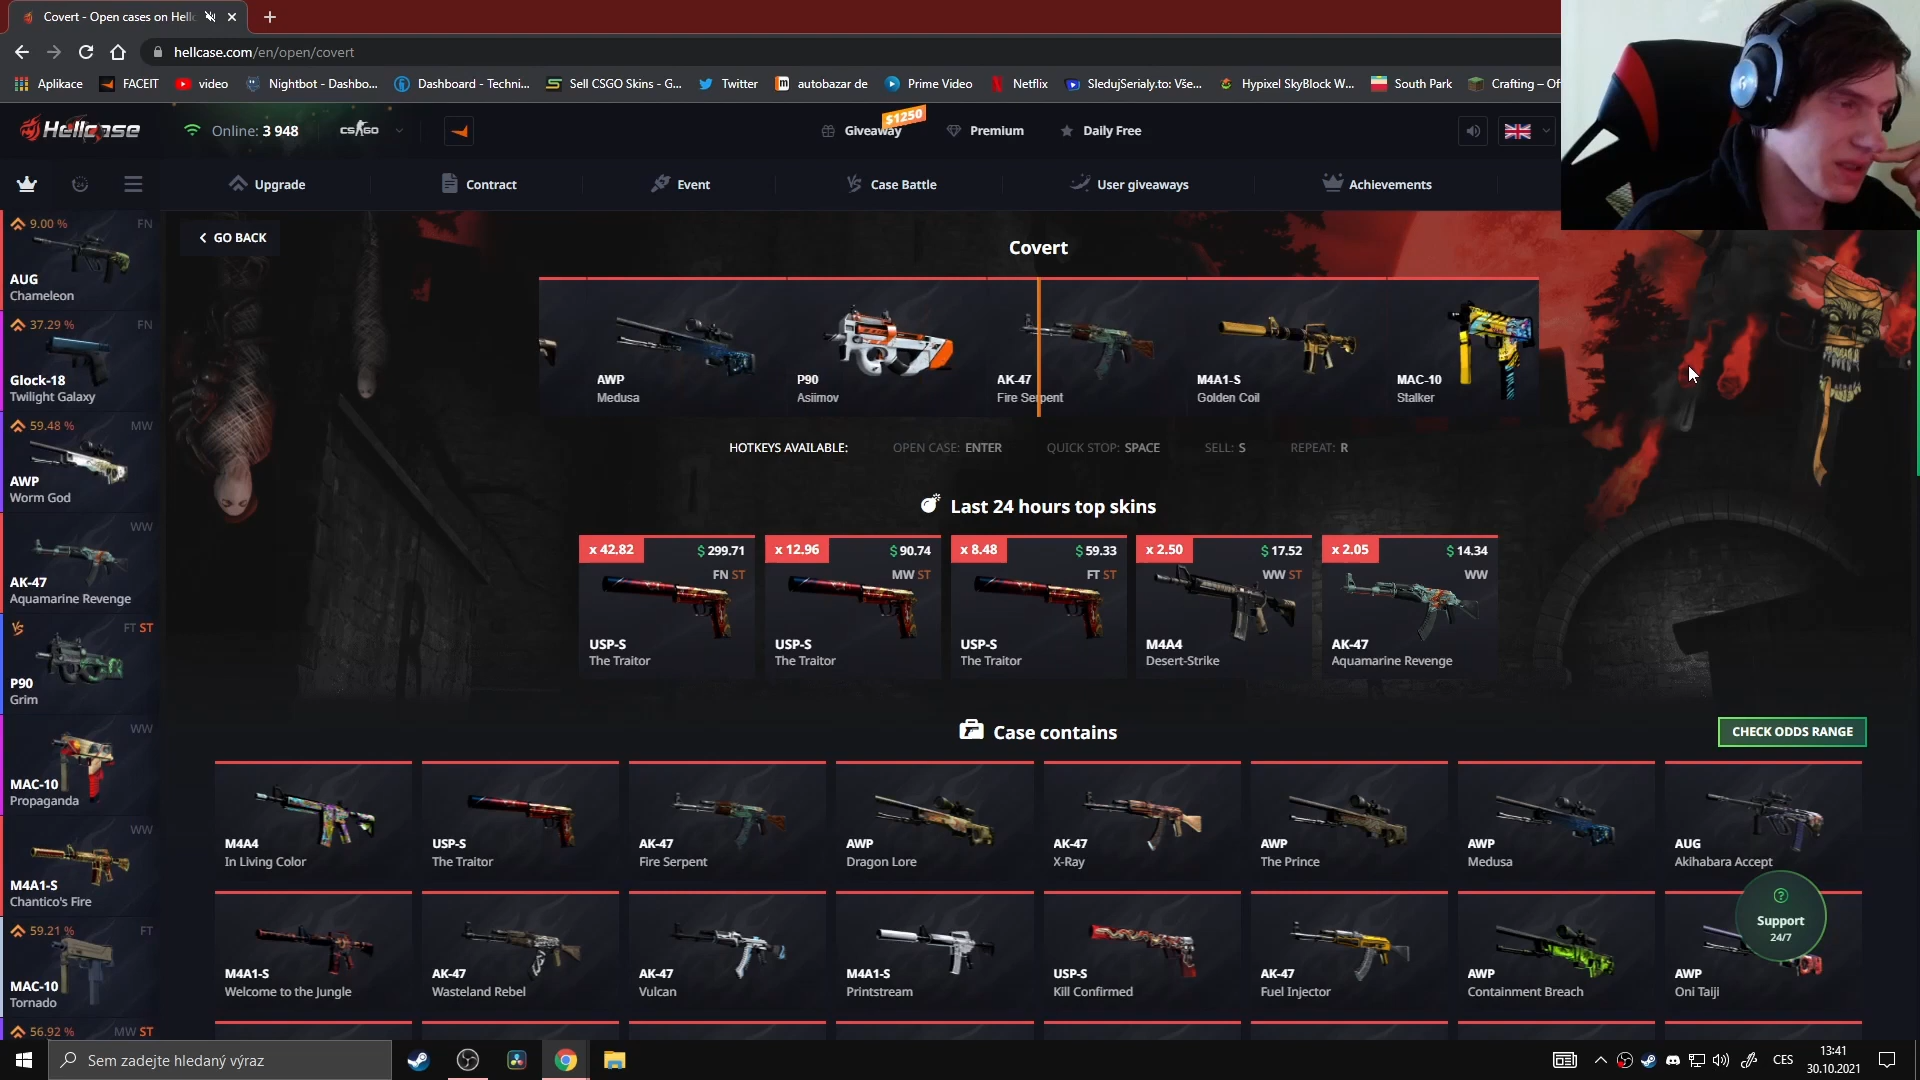 Covert - Open cases on Hellc
hellcase.com/en/open/covert
Aplikace FACEIT video Nightbot - Dashbo... Dashboard - Techni... Sell CSGO Skins - G... Twitter autobazar de Prime Video Netflix SledujSerialy.to: Vše... Hypixel SkyBlock W... South Park Crafting – Of
Hellcase Online: 3 948 CS:GO Giveaway $1250 Premium Daily Free
Upgrade Contract Event Case Battle User giveaways Achievements
GO BACK
Covert
AWP P90 AK-47 M4A1-S MAC-10
Medusa Asiimov Fire Serpent Golden Coil Stalker
HOTKEYS AVAILABLE: OPEN CASE: ENTER QUICK STOP: SPACE SELL: S REPEAT: R
Last 24 hours top skins
x 42.82 $ 299.71 x 12.96 $ 90.74 x 8.48 $ 59.33 x 2.50 $ 17.52 x 2.05 $ 14.34
FN ST MW ST FT ST WW ST WW
USP-S USP-S USP-S M4A4 AK-47
The Traitor The Traitor The Traitor Desert-Strike Aquamarine Revenge
Case contains
CHECK ODDS RANGE
M4A4 USP-S AK-47 AWP AK-47 AWP AWP AUG
In Living Color The Traitor Fire Serpent Dragon Lore X-Ray The Prince Medusa Akihabara Accept
M4A1-S AK-47 AK-47 M4A1-S USP-S AK-47 AWP AWP
Welcome to the Jungle Wasteland Rebel Vulcan Printstream Kill Confirmed Fuel Injector Containment Breach Oni Taiji
Support
24/7
24
9.00 % FN
AUG
Chameleon
37.29 % FN
Glock-18
Twilight Galaxy
59.48 % MW
AWP
Worm God
WW
AK-47
Aquamarine Revenge
VS FT ST
P90
Grim
WW
MAC-10
Propaganda
WW
M4A1-S
Chantico's Fire
59.21 % FT
MAC-10
Tornado
56.92 % MW ST
Sem zadejte hledaný výraz
CES
13:41
30.10.2021